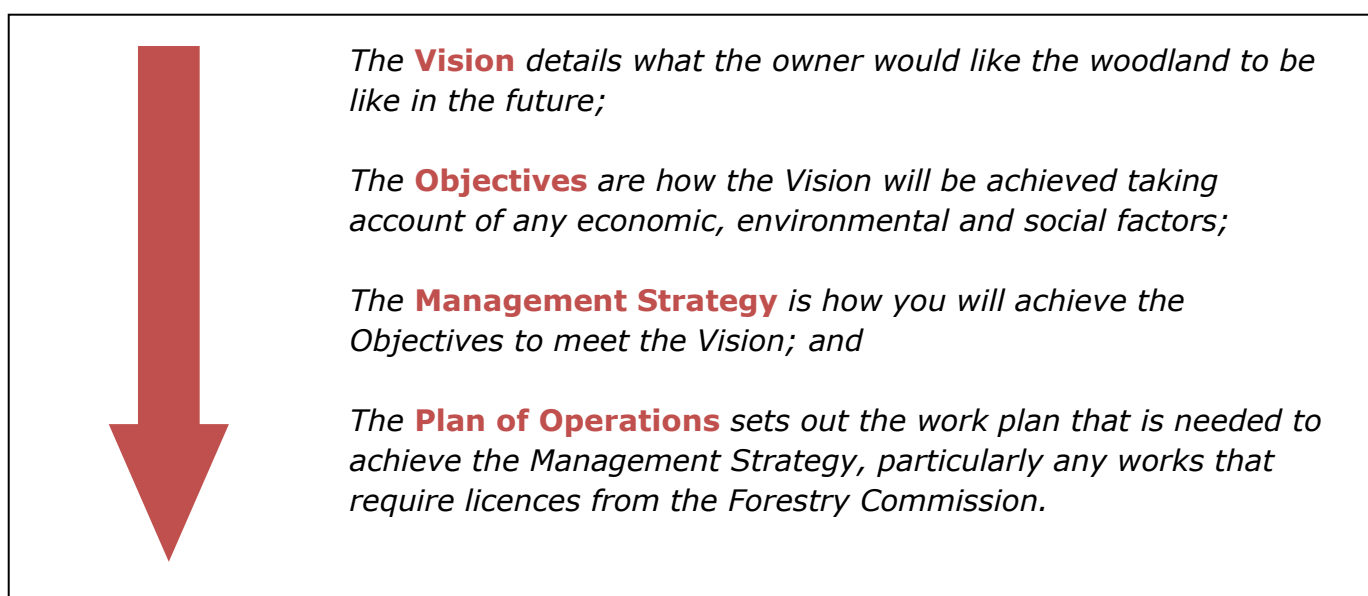 The Vision details what the owner would like the woodland to be
like in the future;
The Objectives are how the Vision will be achieved taking
account of any economic, environmental and social factors;
The Management Strategy is how you will achieve the
Objectives to meet the Vision; and
The Plan of Operations sets out the work plan that is needed to
achieve the Management Strategy, particularly any works that
require licences from the Forestry Commission.